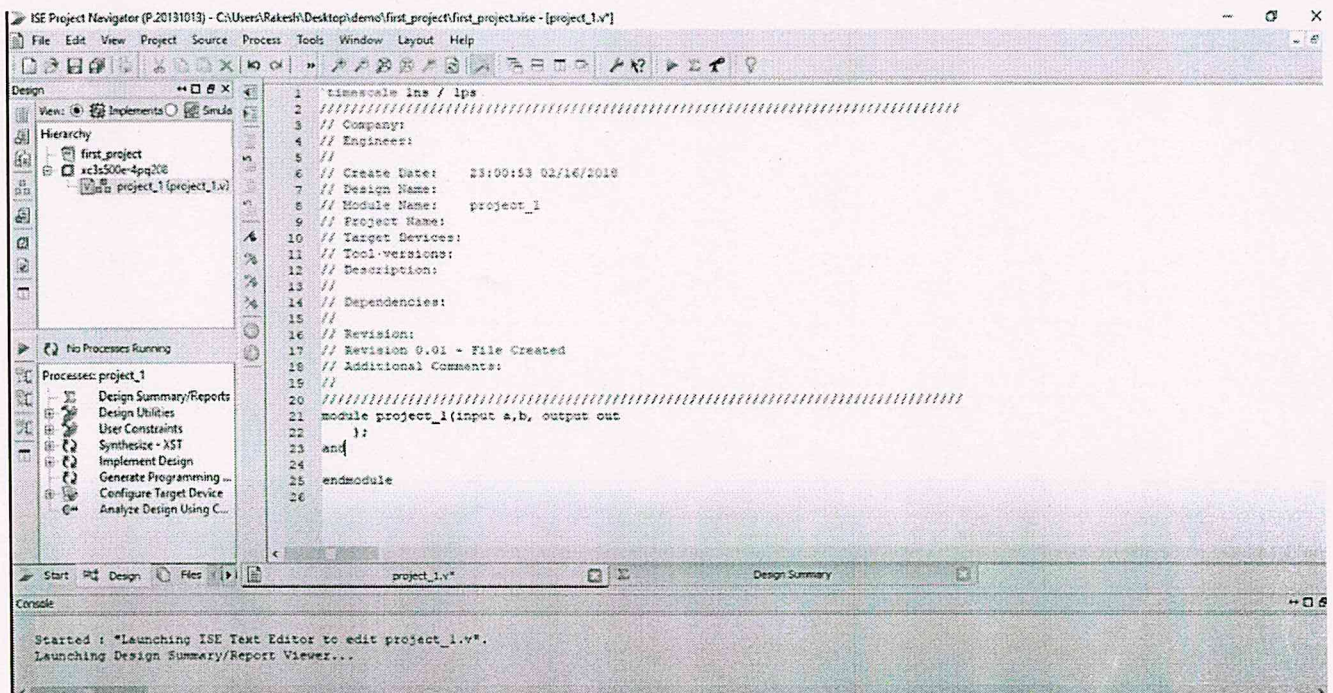 ISE Project Navigator (P.20131013) - C:\Users\Rakesh\Desktop\demo\first_project\first_project.xise - [project_1.v*]
File Edit View Project Source Process Tools Window Layout Help
Design
View: Implementa Simula
Hierarchy
first_project
xc3s500e-4pq208
project_1 (project_1.v)
No Processes Running
Processes: project_1
Design Summary/Reports
Design Utilities
User Constraints
Synthesize - XST
Implement Design
Generate Programming ...
Configure Target Device
Analyze Design Using C...
Start Design Files
1 `timescale 1ns / 1ps
2 //////////////////////////////////////////////////////////////////////////////////
3 // Company:
4 // Engineer:
5 //
6 // Create Date: 23:00:53 02/16/2018
7 // Design Name:
8 // Module Name: project_1
9 // Project Name:
10 // Target Devices:
11 // Tool versions:
12 // Description:
13 //
14 // Dependencies:
15 //
16 // Revision:
17 // Revision 0.01 - File Created
18 // Additional Comments:
19 //
20 //////////////////////////////////////////////////////////////////////////////////
21 module project_1(input a,b, output out
22 );
23 and
24
25 endmodule
26
project_1.v* Design Summary
Console
Started : "Launching ISE Text Editor to edit project_1.v".
Launching Design Summary/Report Viewer...